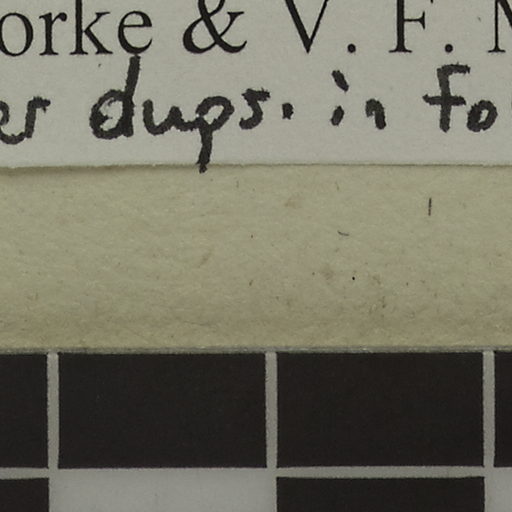 orke & V. F. M
er dups. in fo